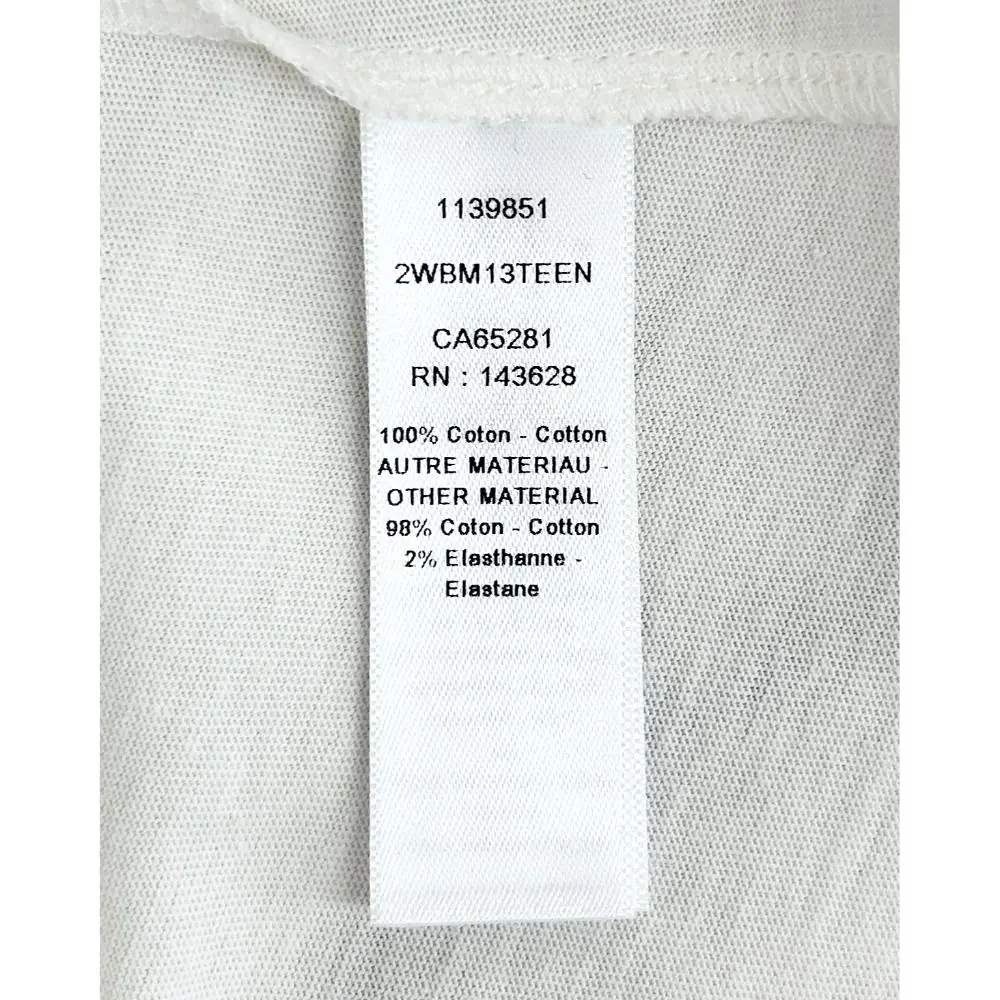 1139851
2WBM13TEEN
CA65281
RN : 143628
100% Coton - Cotton
AUTRE MATERIAU -
OTHER MATERIAL
98% Coton - Cotton
2% Elasthanne -
Elastane